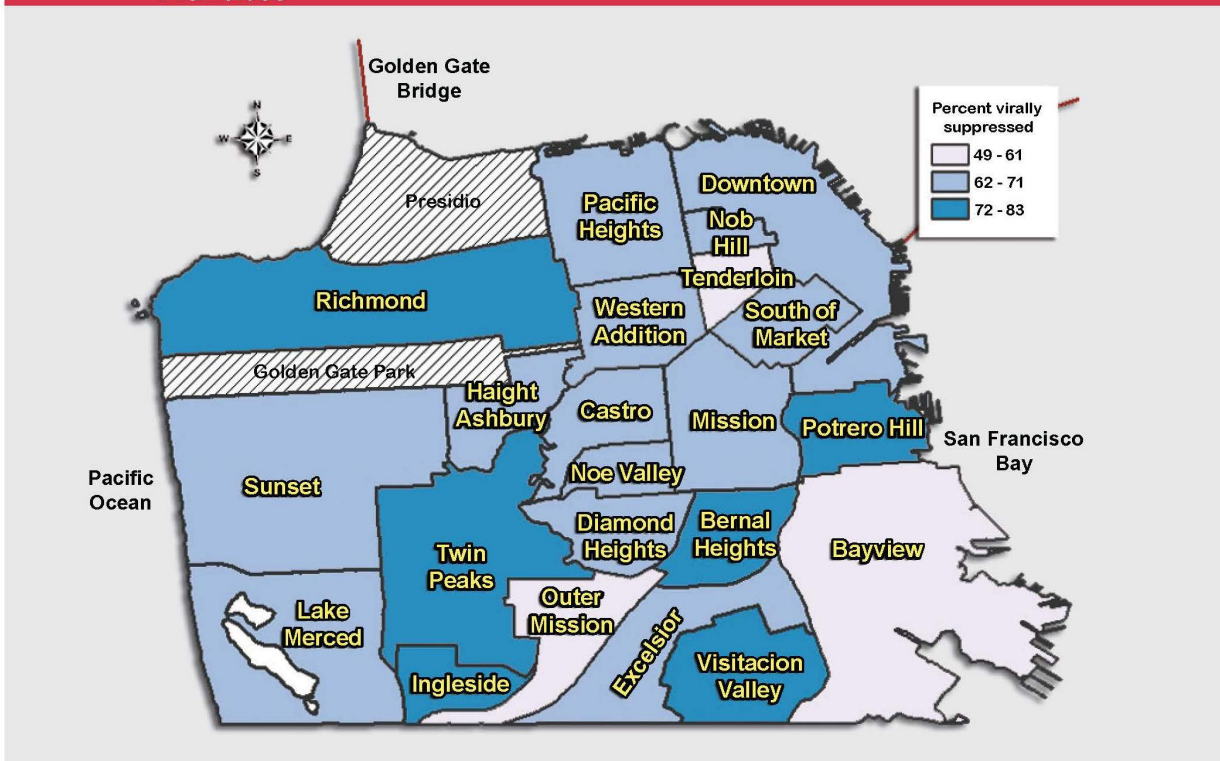 Golden Gate
Bridge
N
W
E
S
Percent virally
suppressed
49 - 61
62 - 71
72 - 83
Presidio
Pacific
Heights
Downtown
Nob
Hill
Tenderloin
Richmond
Western
Addition
South of
Market
Golden Gate Park
Haight
Ashbury
Castro
Mission
Potrero Hill
San Francisco
Bay
Pacific
Ocean
Sunset
Noe Valley
Diamond
Heights
Bernal
Heights
Bayview
Twin
Peaks
Outer
Mission
Lake
Merced
Excelsior
Ingleside
Visitacion
Valley